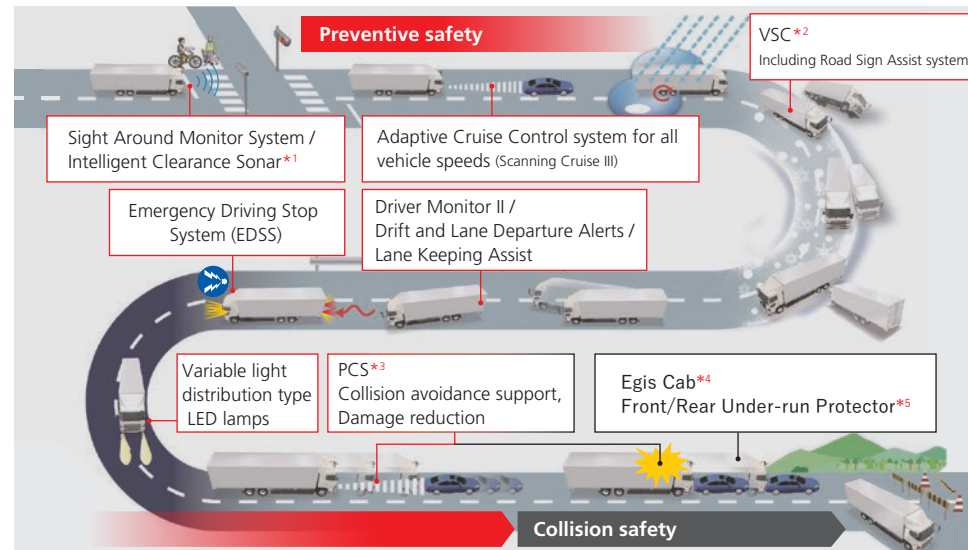 Preventive safety
VSC*2
Including Road Sign Assist system
Sight Around Monitor System /
Intelligent Clearance Sonar*1
Adaptive Cruise Control system for all
vehicle speeds (Scanning Cruise III)
Emergency Driving Stop
System (EDSS)
Driver Monitor II /
Drift and Lane Departure Alerts /
Lane Keeping Assist
Variable light
distribution type
LED lamps
PCS*3
Collision avoidance support,
Damage reduction
Egis Cab*4
Front/Rear Under-run Protector*5
Collision safety